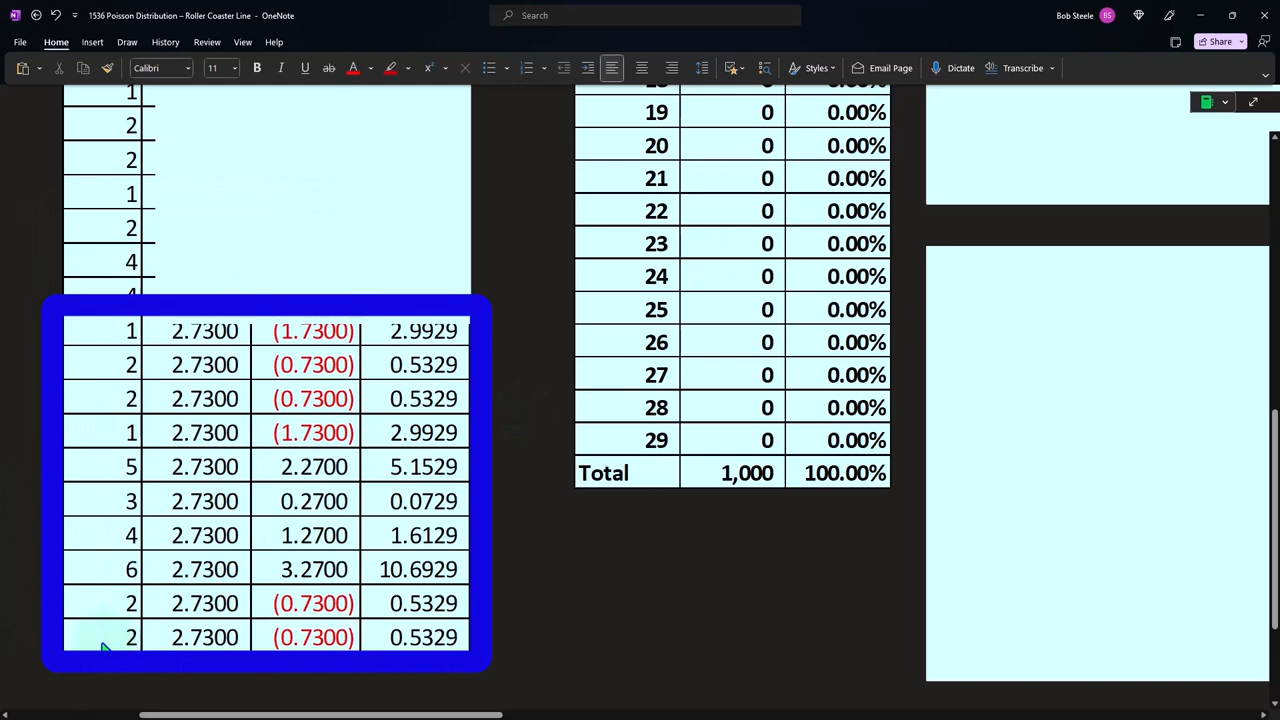 1536 Poisson Distribution – Roller Coaster Line - OneNote
Search
Bob Steele BS
File Home Insert Draw History Review View Help
Share
Calibri 11 B I U ab A x² Styles Email Page Dictate Transcribe
1
2
2
1
2
4
1 2.7300 (1.7300) 2.9929
2 2.7300 (0.7300) 0.5329
2 2.7300 (0.7300) 0.5329
1 2.7300 (1.7300) 2.9929
5 2.7300 2.2700 5.1529
3 2.7300 0.2700 0.0729
4 2.7300 1.2700 1.6129
6 2.7300 3.2700 10.6929
2 2.7300 (0.7300) 0.5329
2 2.7300 (0.7300) 0.5329
19 0 0.00%
20 0 0.00%
21 0 0.00%
22 0 0.00%
23 0 0.00%
24 0 0.00%
25 0 0.00%
26 0 0.00%
27 0 0.00%
28 0 0.00%
29 0 0.00%
Total 1,000 100.00%